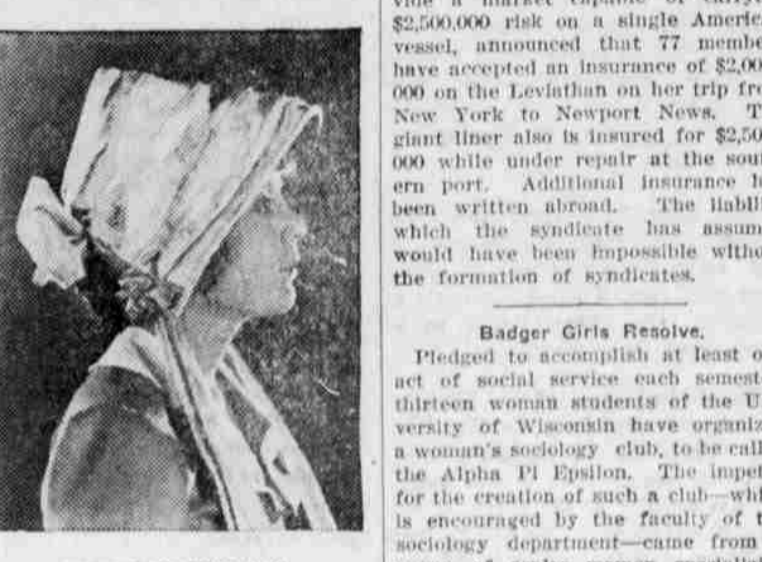 $2,500,000 risk on a single Americ
vessel, announced that 77 membe
have accepted an insurance of $2,00
000 on the Leviathan on her trip fr
New York to Newport News. T
giant liner also is insured for $2,50
000 while under repair at the sout
ern port. Additional insurance h
been written abroad. The liabili
which the syndicate has assum
would have been impossible witho
the formation of syndicates.
Badger Girls Resolve.
Pledged to accomplish at least o
act of social service each semest
thirteen woman students of the U
versity of Wisconsin have organiz
a woman's sociology club, to be call
the Alpha Pi Epsilon. The impet
for the creation of such a club—whi
is encouraged by the faculty of t
sociology department—came from